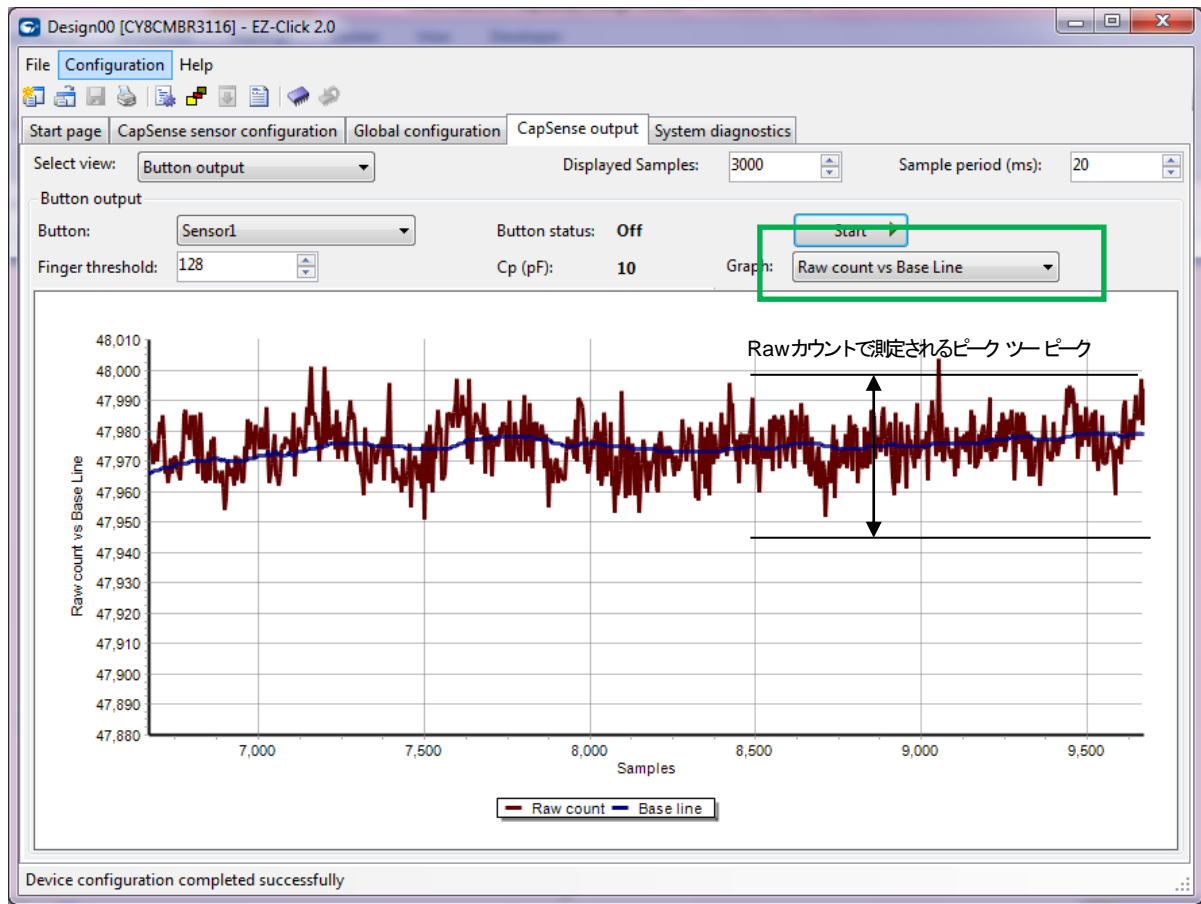 Design00 [CY8CMBR3116] - EZ-Click 2.0
File Configuration Help
Start page CapSense sensor configuration Global configuration CapSense output System diagnostics
Select view: Button output Displayed Samples: 3000 Sample period (ms): 20
Button output
Button: Sensor1 Button status: Off Start
Finger threshold: 128 Cp (pF): 10 Graph: Raw count vs Base Line
Rawカウントで測定されるピーク ツー ピーク
48,010
48,000
47,990
47,980
47,970
47,960
47,950
47,940
47,930
47,920
47,910
47,900
47,890
47,880
Raw count vs Base Line
7,000 7,500 8,000 8,500 9,000 9,500
Samples
Raw count Base line
Device configuration completed successfully